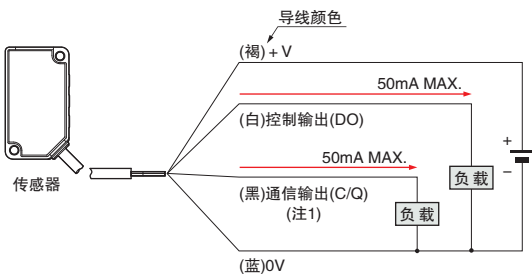 导线颜色
(褐)+V
50mA MAX.
(白)控制输出(DO)
50mA MAX.
(黑)通信输出(C/Q)
(注1)
(蓝)0V
传感器
负 载
负 载
+
−